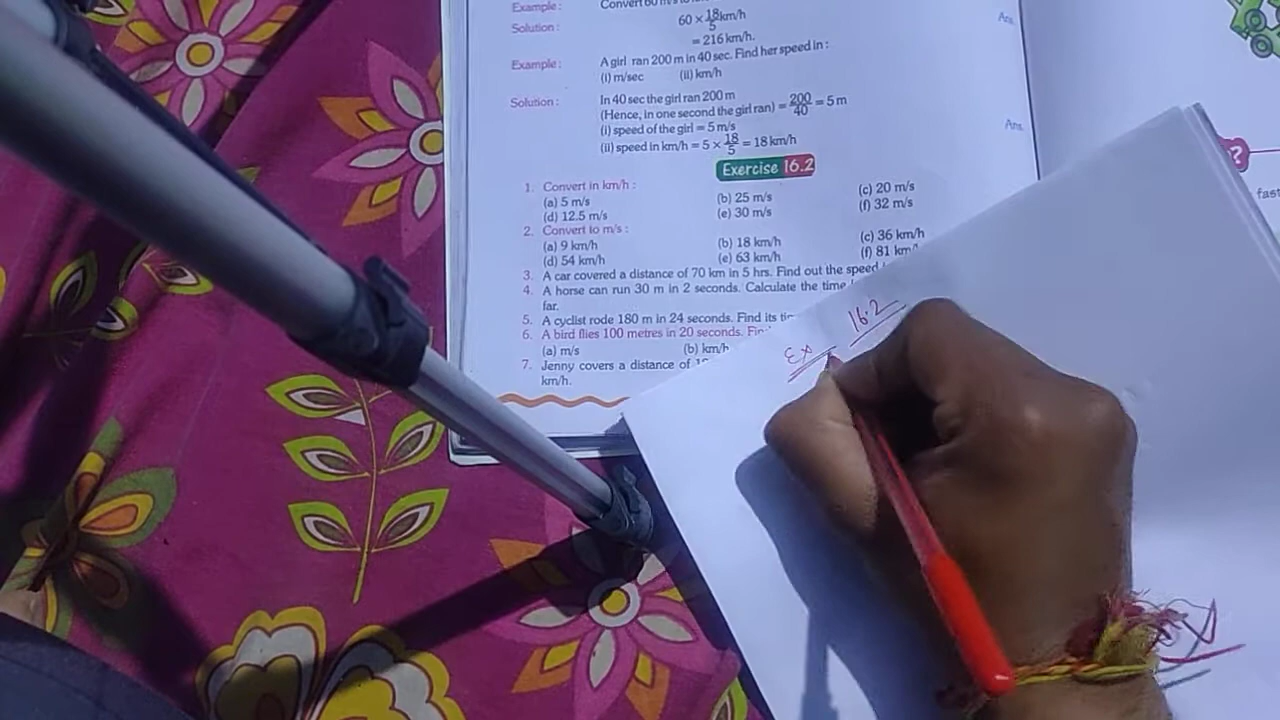 Example: Convert 60 m/s to
Solution: 60 × 18/5 km/h
= 216 km/h. Ans.
Example: A girl ran 200 m in 40 sec. Find her speed in :
(i) m/sec (ii) km/h
Solution: In 40 sec the girl ran 200 m
(Hence, in one second the girl ran) = 200/40 = 5 m
(i) speed of the girl = 5 m/s Ans.
(ii) speed in km/h = 5 × 18/5 = 18 km/h
Exercise 16.2
1. Convert in km/h :
(a) 5 m/s (b) 25 m/s (c) 20 m/s
(d) 12.5 m/s (e) 30 m/s (f) 32 m/s
2. Convert to m/s :
(a) 9 km/h (b) 18 km/h (c) 36 km/h
(d) 54 km/h (e) 63 km/h (f) 81 km/
3. A car covered a distance of 70 km in 5 hrs. Find out the speed
4. A horse can run 30 m in 2 seconds. Calculate the time
far.
5. A cyclist rode 180 m in 24 seconds. Find its
6. A bird flies 100 metres in 20 seconds.
(a) m/s (b) km/h
7. Jenny covers a distance of
km/h.
Ex 16.2
?
fast